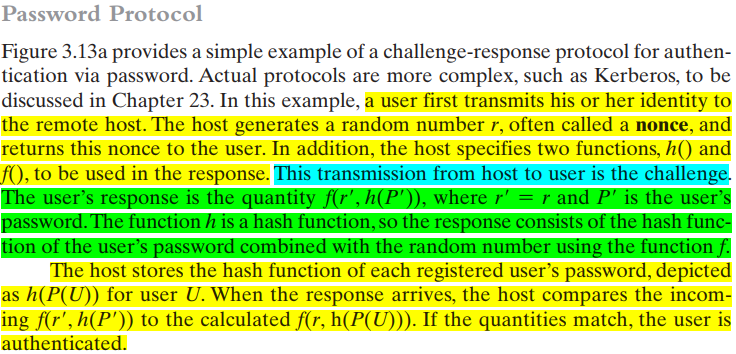 Password Protocol
Figure 3.13a provides a simple example of a challenge-response protocol for authen-
tication via password. Actual protocols are more complex, such as Kerberos, to be
discussed in Chapter 23. In this example, a user first transmits his or her identity to
the remote host. The host generates a random number r, often called a nonce, and
returns this nonce to the user. In addition, the host specifies two functions, h() and
f(), to be used in the response. This transmission from host to user is the challenge.
The user's response is the quantity f(r′, h(P′)), where r′ = r and P′ is the user's
password. The function h is a hash function, so the response consists of the hash func-
tion of the user's password combined with the random number using the function f.
The host stores the hash function of each registered user's password, depicted
as h(P(U)) for user U. When the response arrives, the host compares the incom-
ing f(r′, h(P′)) to the calculated f(r, h(P(U))). If the quantities match, the user is
authenticated.